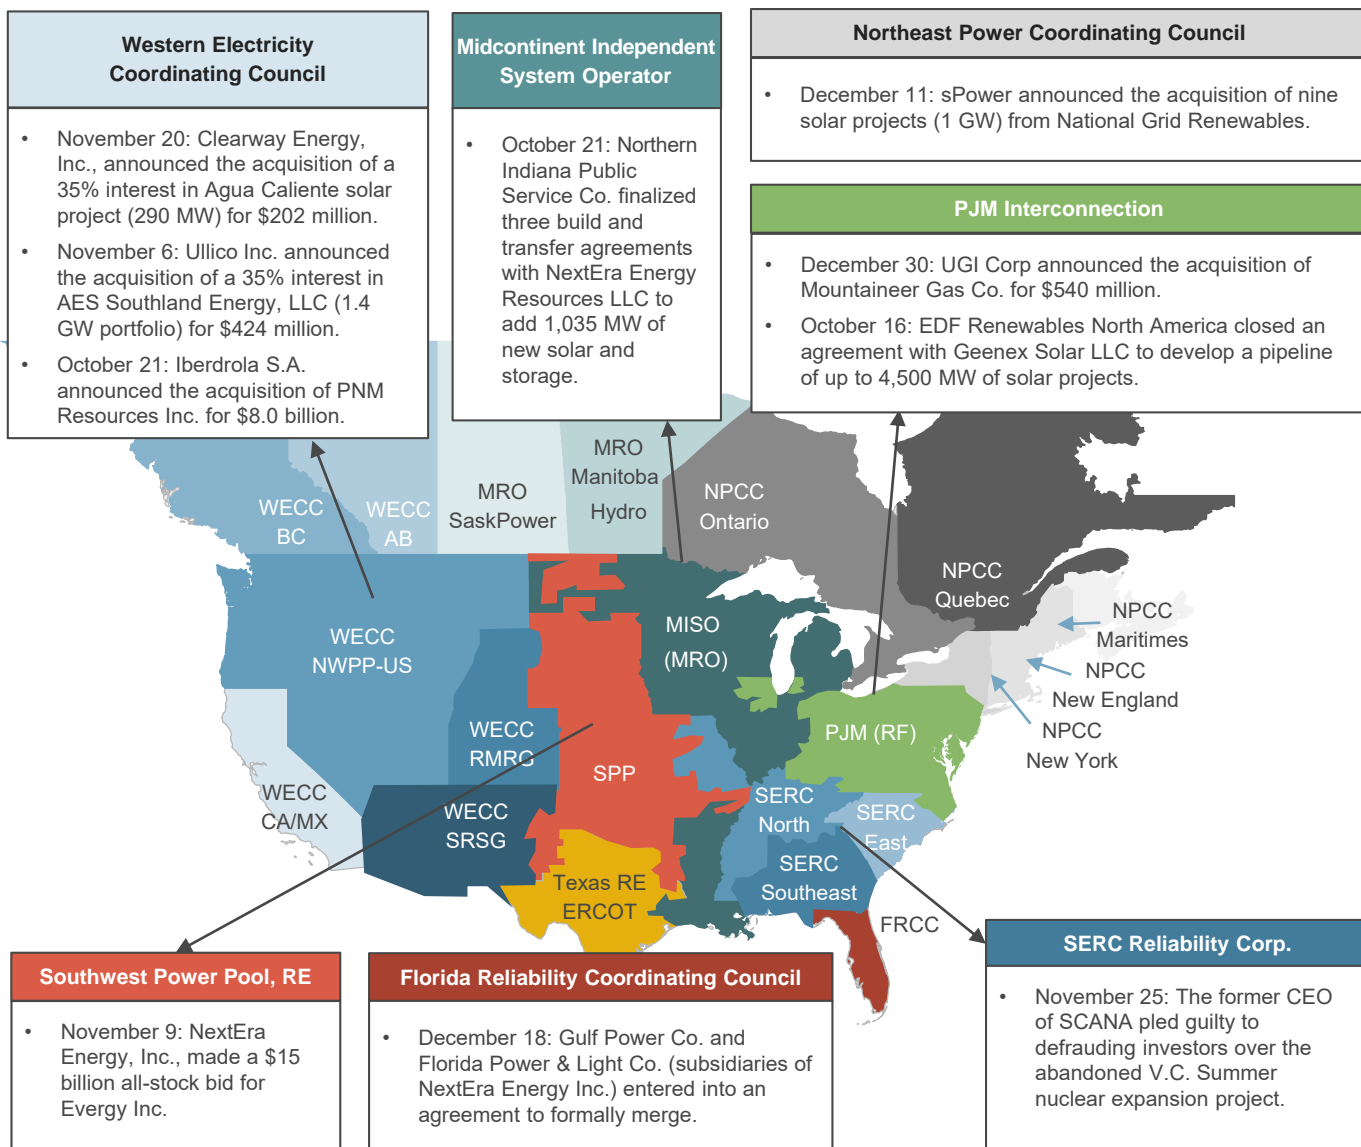 Western Electricity
Coordinating Council
• November 20: Clearway Energy,
Inc., announced the acquisition of a
35% interest in Agua Caliente solar
project (290 MW) for $202 million.
• November 6: Ullico Inc. announced
the acquisition of a 35% interest in
AES Southland Energy, LLC (1.4
GW portfolio) for $424 million.
• October 21: Iberdrola S.A.
announced the acquisition of PNM
Resources Inc. for $8.0 billion.
Midcontinent Independent
System Operator
• October 21: Northern
Indiana Public
Service Co. finalized
three build and
transfer agreements
with NextEra Energy
Resources LLC to
add 1,035 MW of
new solar and
storage.
Northeast Power Coordinating Council
• December 11: sPower announced the acquisition of nine
solar projects (1 GW) from National Grid Renewables.
PJM Interconnection
• December 30: UGI Corp announced the acquisition of
Mountaineer Gas Co. for $540 million.
• October 16: EDF Renewables North America closed an
agreement with Geenex Solar LLC to develop a pipeline
of up to 4,500 MW of solar projects.
WECC
BC
WECC
AB
MRO
SaskPower
MRO
Manitoba
Hydro
NPCC
Ontario
NPCC
Quebec
NPCC
Maritimes
NPCC
New England
NPCC
New York
WECC
NWPP-US
MISO
(MRO)
WECC
RMRG
SPP
PJM (RF)
WECC
CA/MX
WECC
SRSG
SERC
North
SERC
East
SERC
Southeast
Texas RE
ERCOT
FRCC
Southwest Power Pool, RE
• November 9: NextEra
Energy, Inc., made a $15
billion all-stock bid for
Evergy Inc.
Florida Reliability Coordinating Council
• December 18: Gulf Power Co. and
Florida Power & Light Co. (subsidiaries of
NextEra Energy Inc.) entered into an
agreement to formally merge.
SERC Reliability Corp.
• November 25: The former CEO
of SCANA pled guilty to
defrauding investors over the
abandoned V.C. Summer
nuclear expansion project.